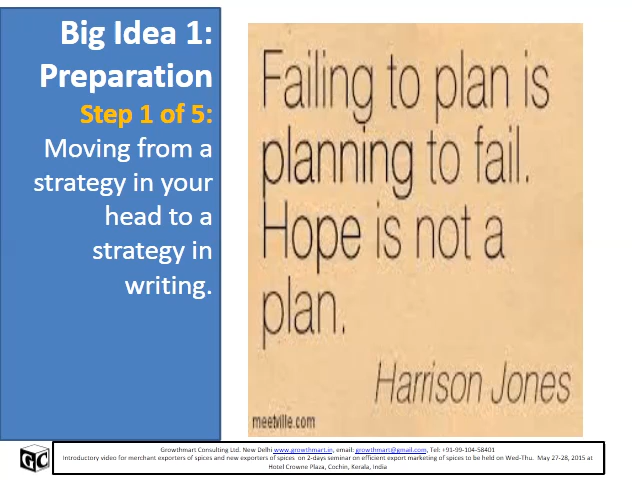 Big Idea 1:
Preparation
Step 1 of 5:
Moving from a
strategy in your
head to a
strategy in
writing.
Failing to plan is
planning to fail.
Hope is not a
plan.
Harrison Jones
meetville.com
GC
Growthmart Consulting Ltd. New Delhi www.growthmart.in, email: growthmart@gmail.com, Tel: +91-99-104-58401
Introductory video for merchant exporters of spices and new exporters of spices on 2-days seminar on efficient export marketing of spices to be held on Wed-Thu. May 27-28, 2015 at
Hotel Crowne Plaza, Cochin, Kerala, India